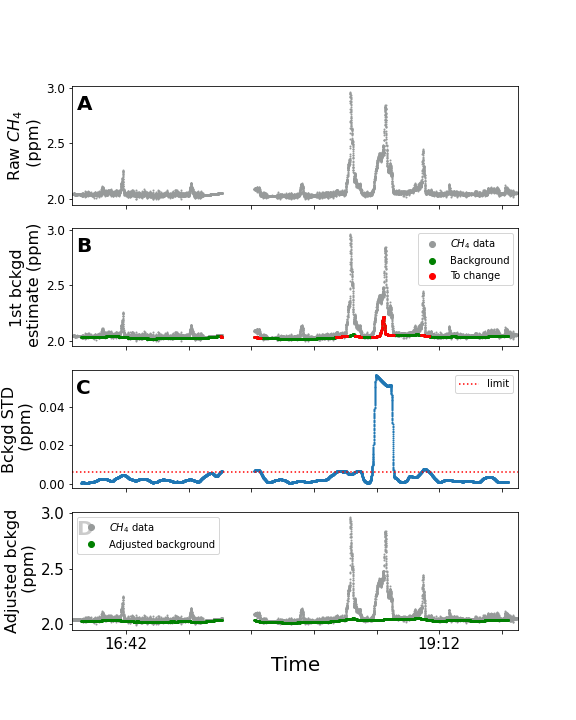 3.0
A
2.5
2.0
Raw CH4
(ppm)
3.0
B
2.5
2.0
1st bckgd
estimate (ppm)
CH4 data
Background
To change
C
0.04
0.02
0.00
Bckgd STD
(ppm)
limit
3.0
D
2.5
2.0
Adjusted bckgd
(ppm)
CH4 data
Adjusted background
16:42
19:12
Time